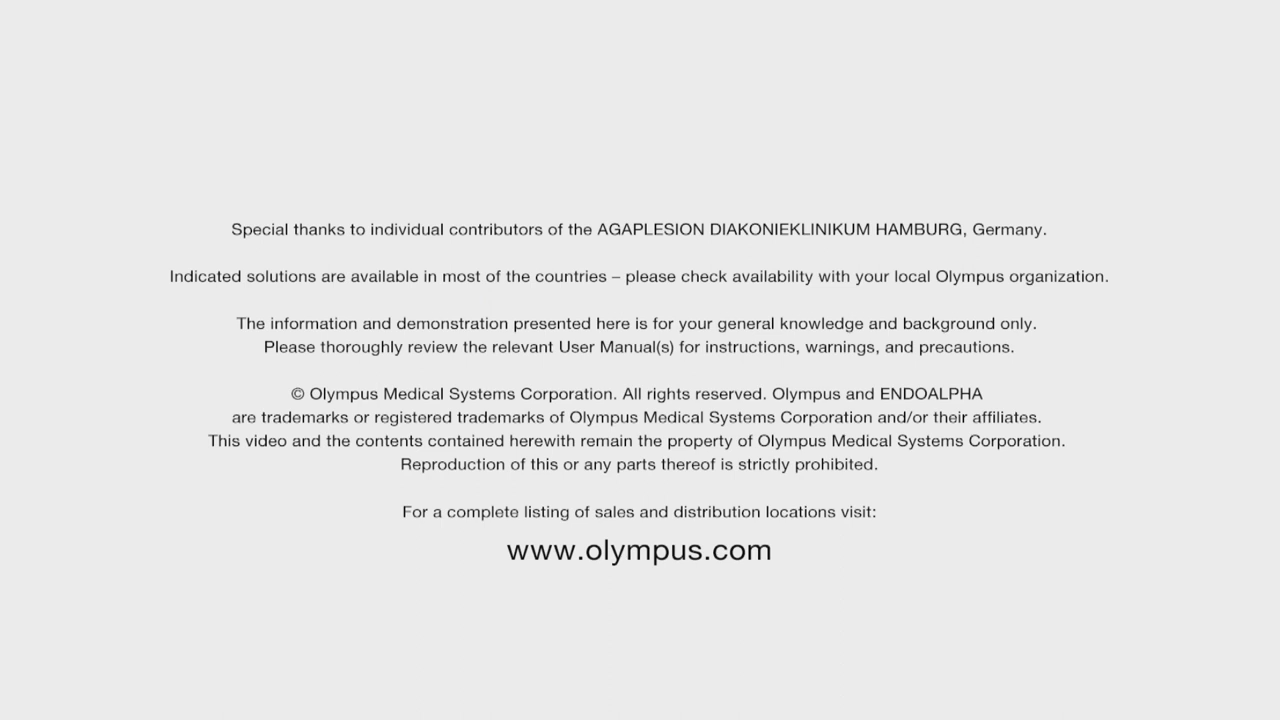 Special thanks to individual contributors of the AGAPLESION DIAKONIEKLINIKUM HAMBURG, Germany.
Indicated solutions are available in most of the countries – please check availability with your local Olympus organization.
The information and demonstration presented here is for your general knowledge and background only.
Please thoroughly review the relevant User Manual(s) for instructions, warnings, and precautions.
© Olympus Medical Systems Corporation. All rights reserved. Olympus and ENDOALPHA
are trademarks or registered trademarks of Olympus Medical Systems Corporation and/or their affiliates.
This video and the contents contained herewith remain the property of Olympus Medical Systems Corporation.
Reproduction of this or any parts thereof is strictly prohibited.
For a complete listing of sales and distribution locations visit:
www.olympus.com